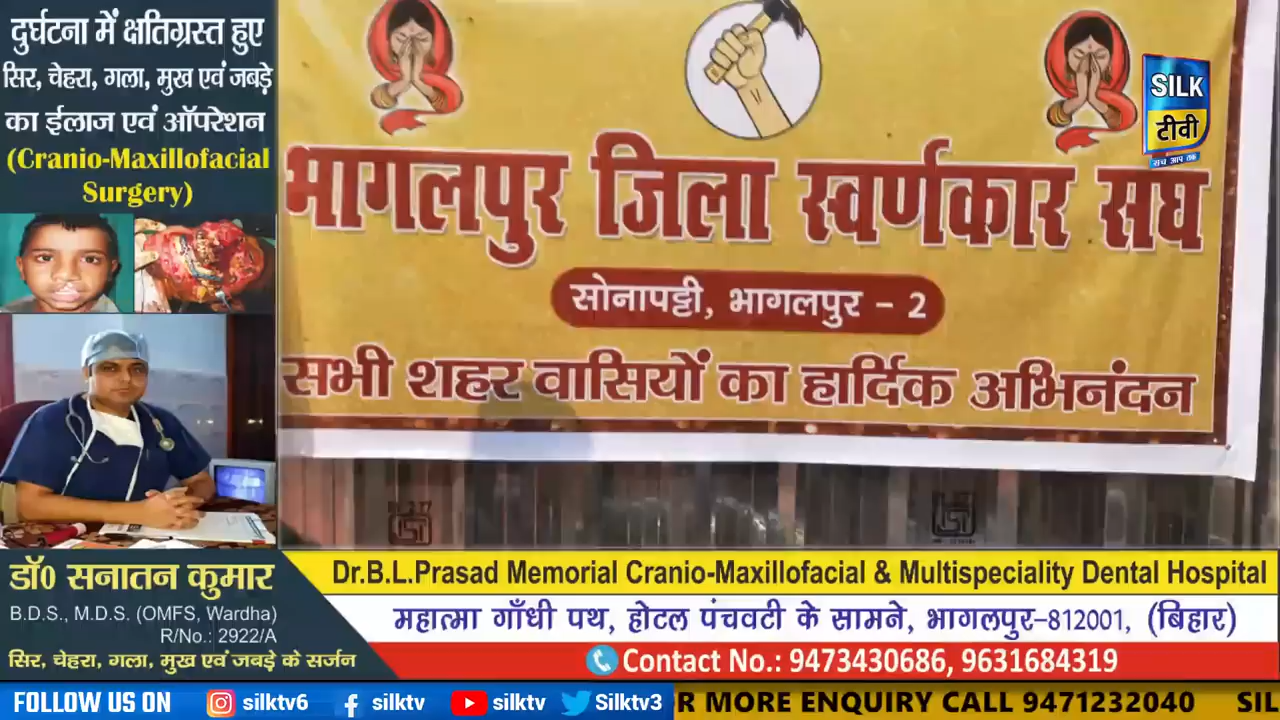 दुर्घटना में क्षतिग्रस्त हुए
सिर, चेहरा, गला, मुख एवं जबड़े
का ईलाज एवं ऑपरेशन
(Cranio-Maxillofacial
Surgery)
डॉ0 सनातन कुमार
B.D.S., M.D.S. (OMFS, Wardha)
R/No.: 2922/A
सिर, चेहरा, गला, मुख एवं जबड़े के सर्जन
भागलपुर जिला स्वर्णकार संघ
सोनापट्टी, भागलपुर - 2
सभी शहर वासियों का हार्दिक अभिनंदन
SILK
टीवी
सच आप तक
Dr.B.L.Prasad Memorial Cranio-Maxillofacial & Multispeciality Dental Hospital
महात्मा गाँधी पथ, होटल पंचवटी के सामने, भागलपुर-812001, (बिहार)
Contact No.: 9473430686, 9631684319
FOLLOW US ON silktv6 silktv silktv Silktv3
R MORE ENQUIRY CALL 9471232040 SIL